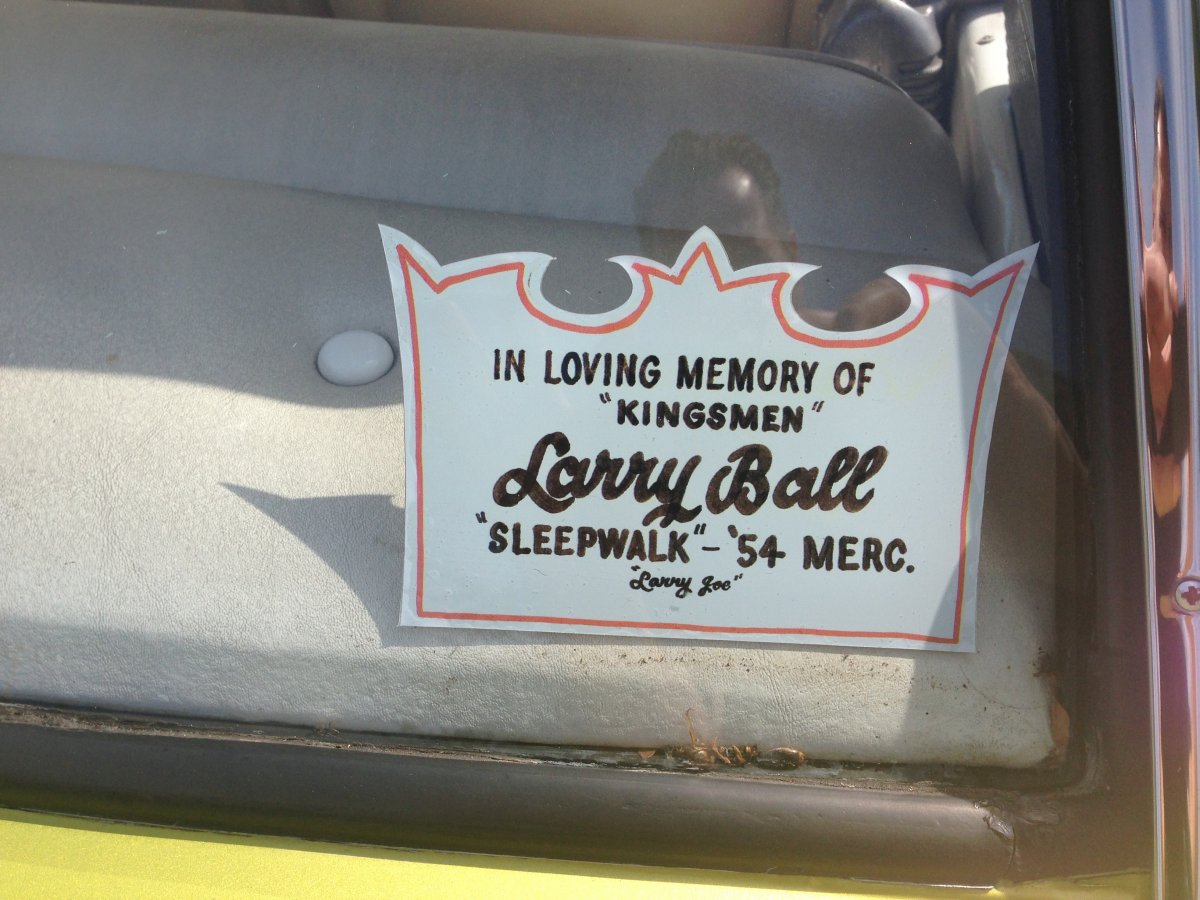 IN LOVING MEMORY OF
"KINGSMEN"
Larry Ball
"SLEEPWALK" - '54 MERC.
"Larry Joe"